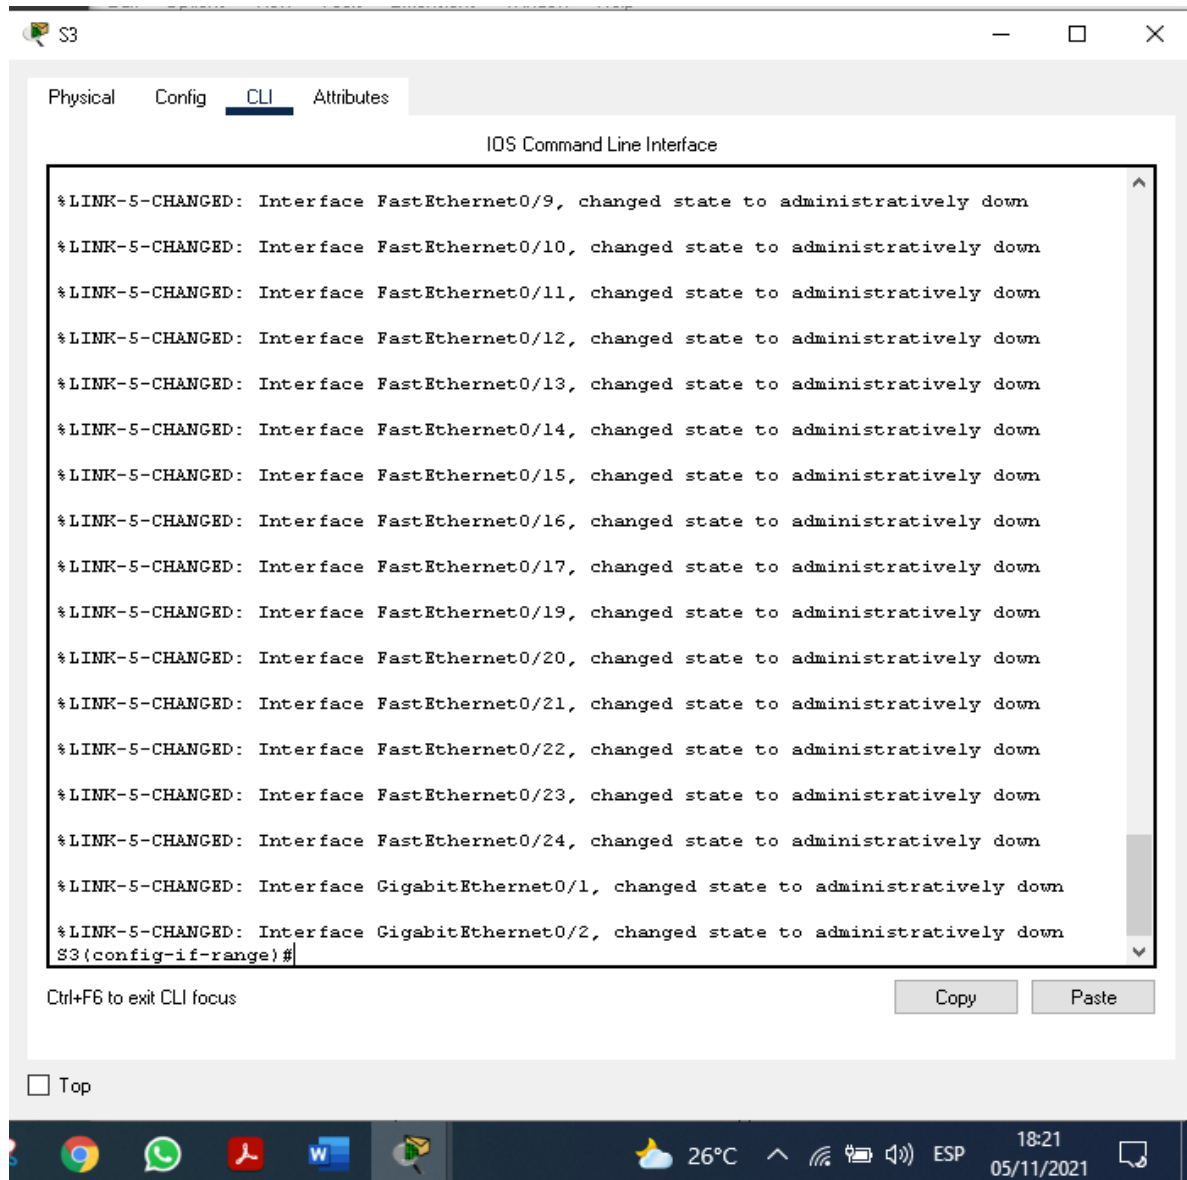 S3
Physical Config CLI Attributes
IOS Command Line Interface
%LINK-5-CHANGED: Interface FastEthernet0/9, changed state to administratively down
%LINK-5-CHANGED: Interface FastEthernet0/10, changed state to administratively down
%LINK-5-CHANGED: Interface FastEthernet0/11, changed state to administratively down
%LINK-5-CHANGED: Interface FastEthernet0/12, changed state to administratively down
%LINK-5-CHANGED: Interface FastEthernet0/13, changed state to administratively down
%LINK-5-CHANGED: Interface FastEthernet0/14, changed state to administratively down
%LINK-5-CHANGED: Interface FastEthernet0/15, changed state to administratively down
%LINK-5-CHANGED: Interface FastEthernet0/16, changed state to administratively down
%LINK-5-CHANGED: Interface FastEthernet0/17, changed state to administratively down
%LINK-5-CHANGED: Interface FastEthernet0/19, changed state to administratively down
%LINK-5-CHANGED: Interface FastEthernet0/20, changed state to administratively down
%LINK-5-CHANGED: Interface FastEthernet0/21, changed state to administratively down
%LINK-5-CHANGED: Interface FastEthernet0/22, changed state to administratively down
%LINK-5-CHANGED: Interface FastEthernet0/23, changed state to administratively down
%LINK-5-CHANGED: Interface FastEthernet0/24, changed state to administratively down
%LINK-5-CHANGED: Interface GigabitEthernet0/1, changed state to administratively down
%LINK-5-CHANGED: Interface GigabitEthernet0/2, changed state to administratively down
S3(config-if-range)#
Ctrl+F6 to exit CLI focus Copy Paste
Top
W 26°C ESP 18:21
05/11/2021